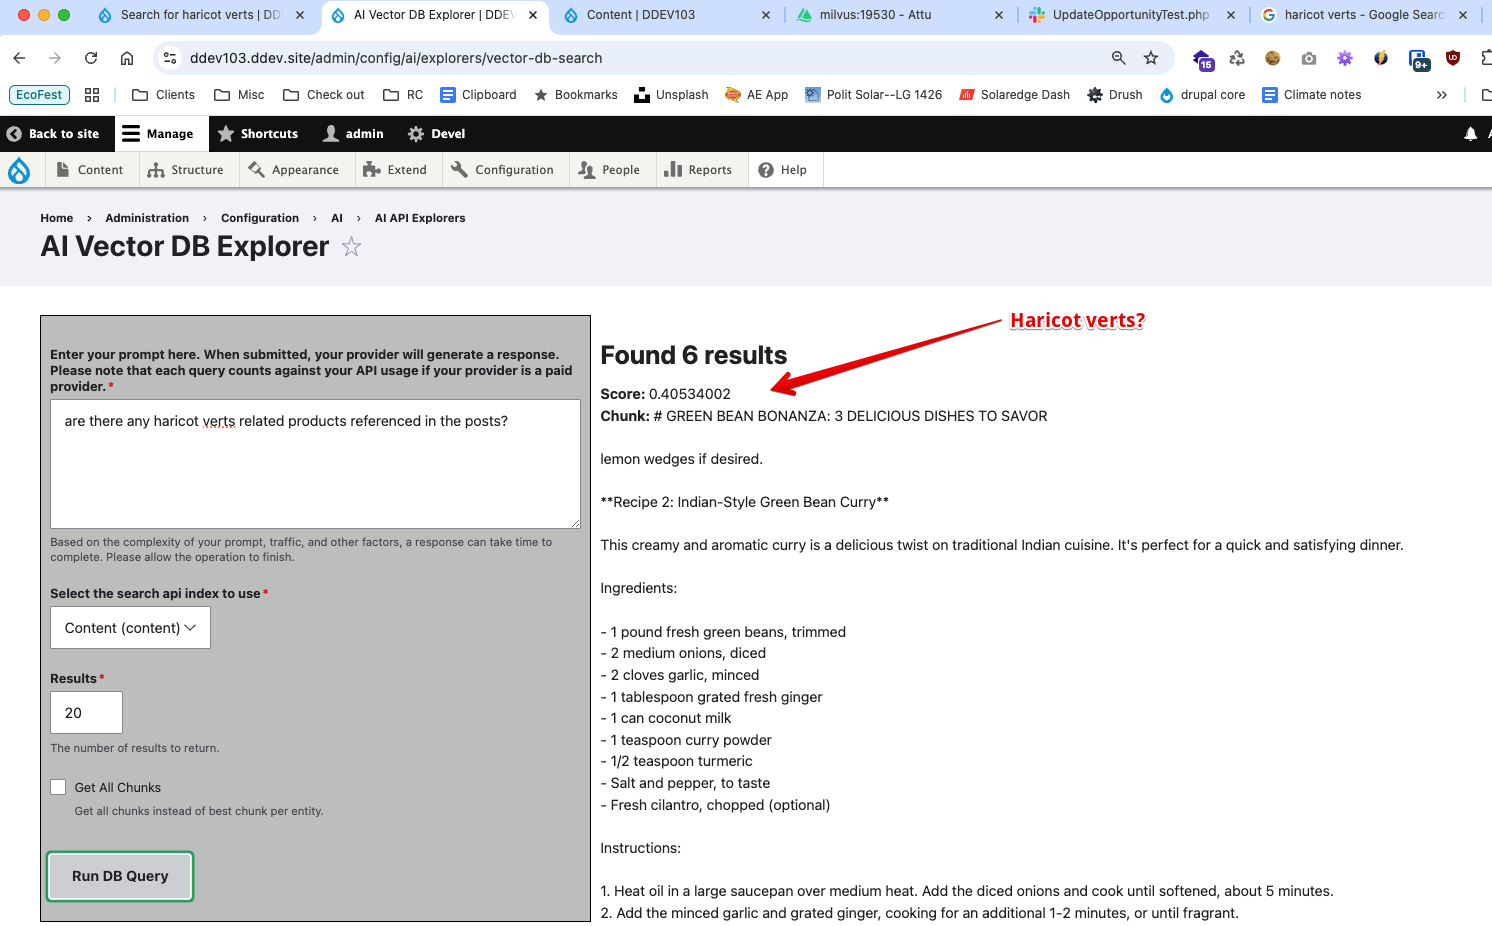 Search for haricot verts | DD
AI Vector DB Explorer | DDEV
Content | DDEV103
milvus:19530 - Attu
UpdateOpportunityTest.php
haricot verts - Google Searc
ddev103.ddev.site/admin/config/ai/explorers/vector-db-search
15
9+
EcoFest
Clients
Misc
Check out
RC
Clipboard
Bookmarks
Unsplash
AE App
Polit Solar--LG 1426
Solaredge Dash
Drush
drupal core
Climate notes
Back to site
Manage
Shortcuts
admin
Devel
Content
Structure
Appearance
Extend
Configuration
People
Reports
Help
Home › Administration › Configuration › AI › AI API Explorers
AI Vector DB Explorer
Enter your prompt here. When submitted, your provider will generate a response.
Please note that each query counts against your API usage if your provider is a paid
provider.*
are there any haricot verts related products referenced in the posts?
Based on the complexity of your prompt, traffic, and other factors, a response can take time to
complete. Please allow the operation to finish.
Select the search api index to use*
Content (content)
Results*
20
The number of results to return.
Get All Chunks
Get all chunks instead of best chunk per entity.
Run DB Query
Haricot verts?
Found 6 results
Score: 0.40534002
Chunk: # GREEN BEAN BONANZA: 3 DELICIOUS DISHES TO SAVOR
lemon wedges if desired.
**Recipe 2: Indian-Style Green Bean Curry**
This creamy and aromatic curry is a delicious twist on traditional Indian cuisine. It's perfect for a quick and satisfying dinner.
Ingredients:
- 1 pound fresh green beans, trimmed
- 2 medium onions, diced
- 2 cloves garlic, minced
- 1 tablespoon grated fresh ginger
- 1 can coconut milk
- 1 teaspoon curry powder
- 1/2 teaspoon turmeric
- Salt and pepper, to taste
- Fresh cilantro, chopped (optional)
Instructions:
1. Heat oil in a large saucepan over medium heat. Add the diced onions and cook until softened, about 5 minutes.
2. Add the minced garlic and grated ginger, cooking for an additional 1-2 minutes, or until fragrant.